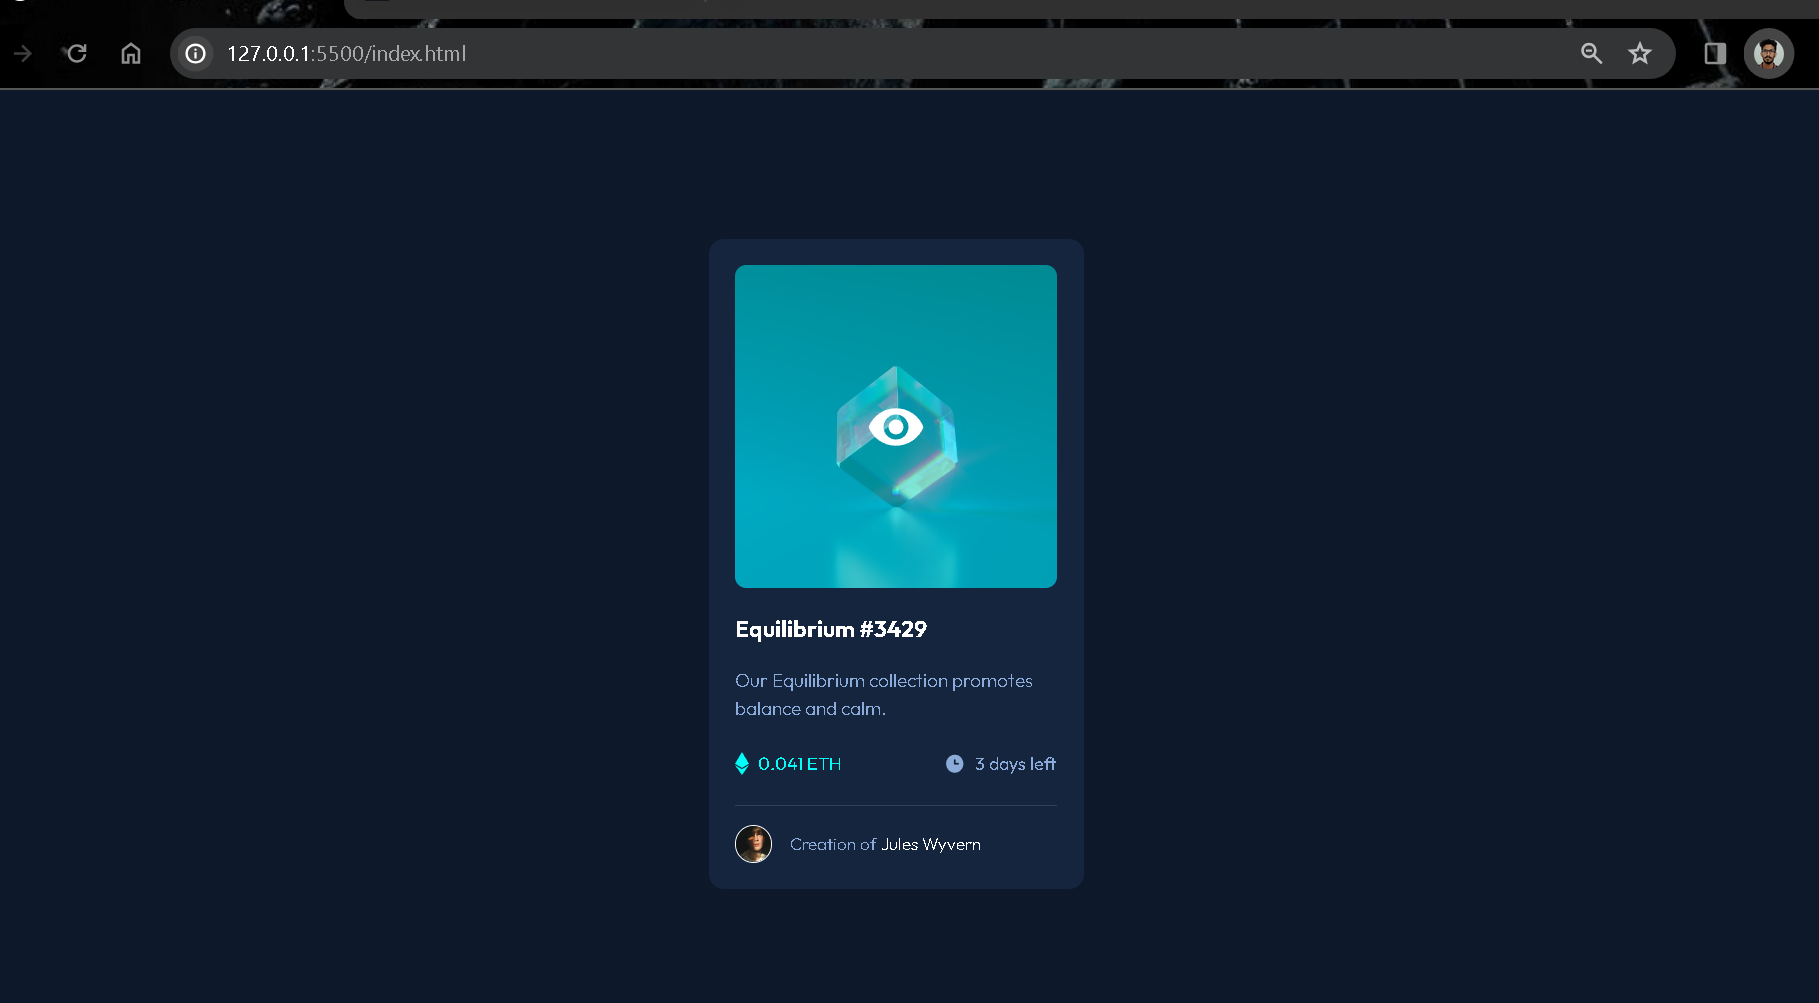 127.0.0.1:5500/index.html
Equilibrium #3429
Our Equilibrium collection promotes
balance and calm.
0.041 ETH
3 days left
Creation of Jules Wyvern